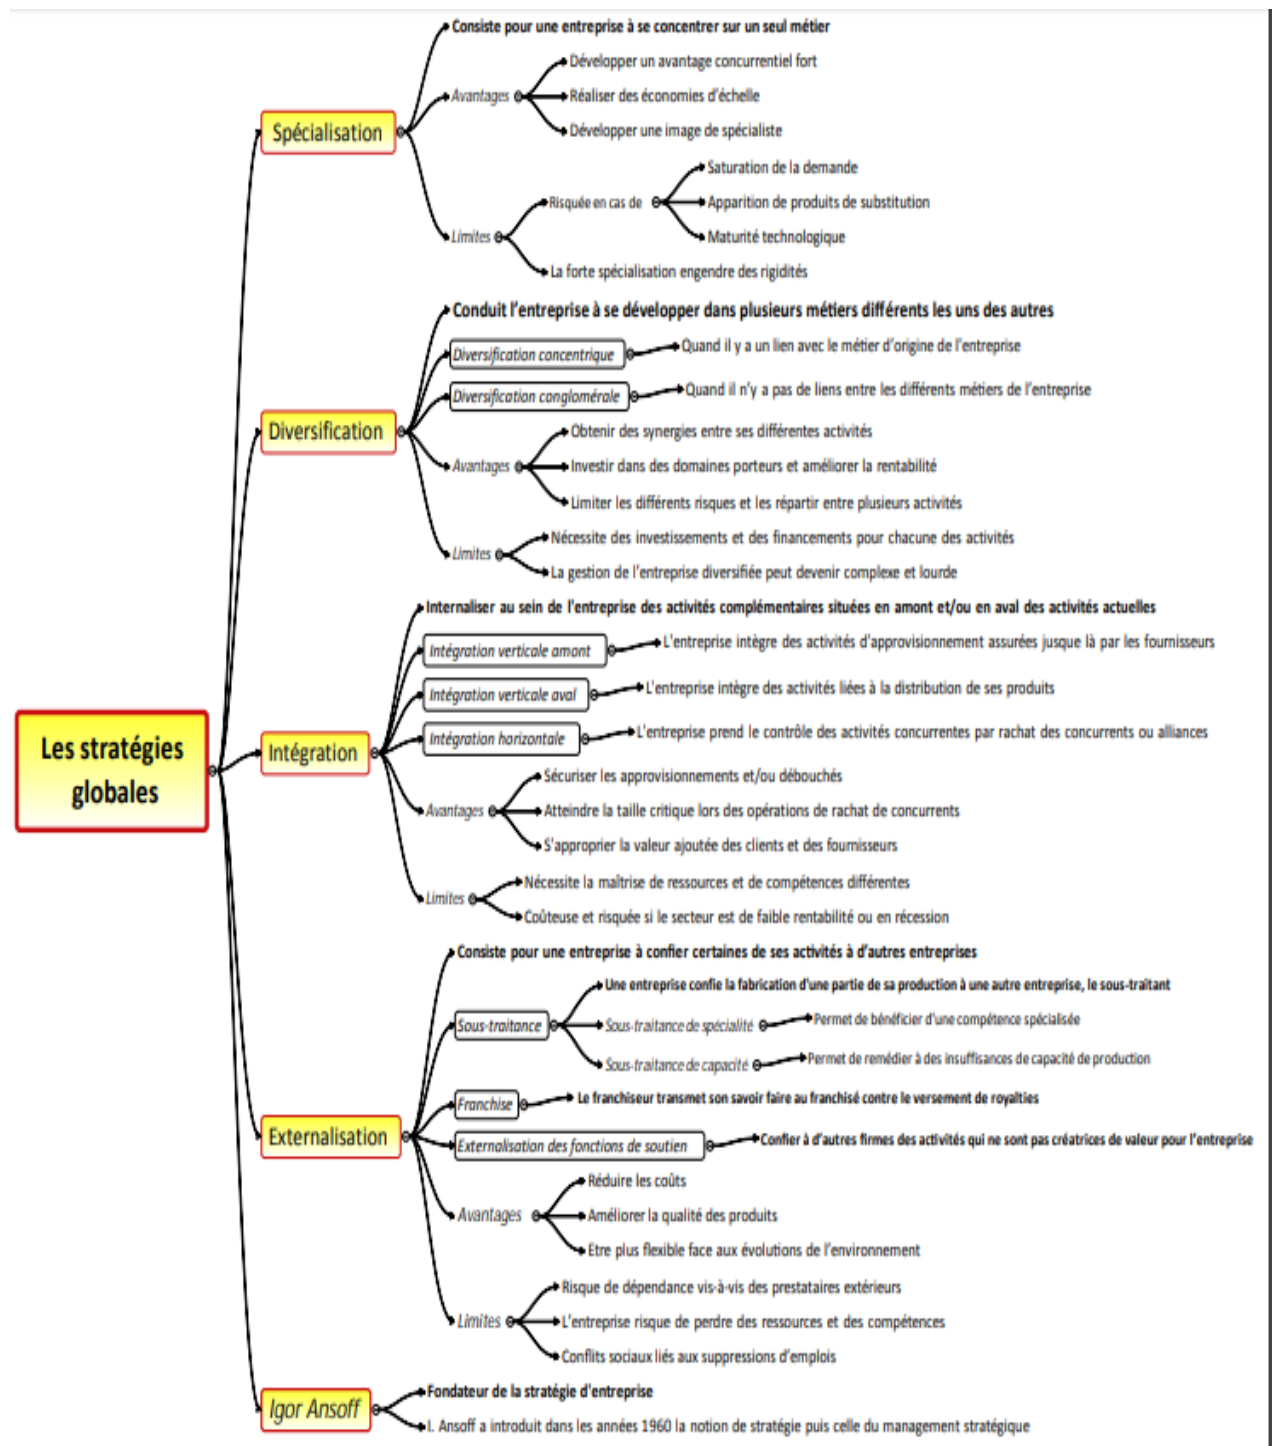 Consiste pour une entreprise à se concentrer sur un seul métier
Développer un avantage concurrentiel fort
Avantages
Réaliser des économies d'échelle
Développer une image de spécialiste
Spécialisation
Saturation de la demande
Risquée en cas de
Apparition de produits de substitution
Maturité technologique
Limites
La forte spécialisation engendre des rigidités
Conduit l'entreprise à se développer dans plusieurs métiers différents les uns des autres
Diversification concentrique
Quand il y a un lien avec le métier d'origine de l'entreprise
Diversification conglomérale
Quand il n'y a pas de liens entre les différents métiers de l'entreprise
Diversification
Obtenir des synergies entre ses différentes activités
Avantages
Investir dans des domaines porteurs et améliorer la rentabilité
Limiter les différents risques et les répartir entre plusieurs activités
Nécessite des investissements et des financements pour chacune des activités
Limites
La gestion de l'entreprise diversifiée peut devenir complexe et lourde
Internaliser au sein de l'entreprise des activités complémentaires situées en amont et/ou en aval des activités actuelles
Intégration verticale amont
L'entreprise intègre des activités d'approvisionnement assurées jusque là par les fournisseurs
Intégration verticale aval
L'entreprise intègre des activités liées à la distribution de ses produits
Intégration horizontale
L'entreprise prend le contrôle des activités concurrentes par rachat des concurrents ou alliances
Les stratégies
globales
Intégration
Sécuriser les approvisionnements et/ou débouchés
Avantages
Atteindre la taille critique lors des opérations de rachat de concurrents
S'approprier la valeur ajoutée des clients et des fournisseurs
Nécessite la maîtrise de ressources et de compétences différentes
Limites
Coûteuse et risquée si le secteur est de faible rentabilité ou en récession
Consiste pour une entreprise à confier certaines de ses activités à d'autres entreprises
Une entreprise confie la fabrication d'une partie de sa production à une autre entreprise, le sous-traîtant
Sous-traitance
Sous-traitance de spécialité
Permet de bénéficier d'une compétence spécialisée
Sous-traitance de capacité
Permet de remédier à des insuffisances de capacité de production
Franchise
Le franchiseur transmet son savoir faire au franchisé contre le versement de royalties
Externalisation
Externalisation des fonctions de soutien
Confier à d'autres firmes des activités qui ne sont pas créatrices de valeur pour l'entreprise
Réduire les coûts
Avantages
Améliorer la qualité des produits
Etre plus flexible face aux évolutions de l'environnement
Risque de dépendance vis-à-vis des prestataires extérieurs
Limites
L'entreprise risque de perdre des ressources et des compétences
Conflits sociaux liés aux suppressions d'emplois
Igor Ansoff
Fondateur de la stratégie d'entreprise
I. Ansoff a introduit dans les années 1960 la notion de stratégie puis celle du management stratégique